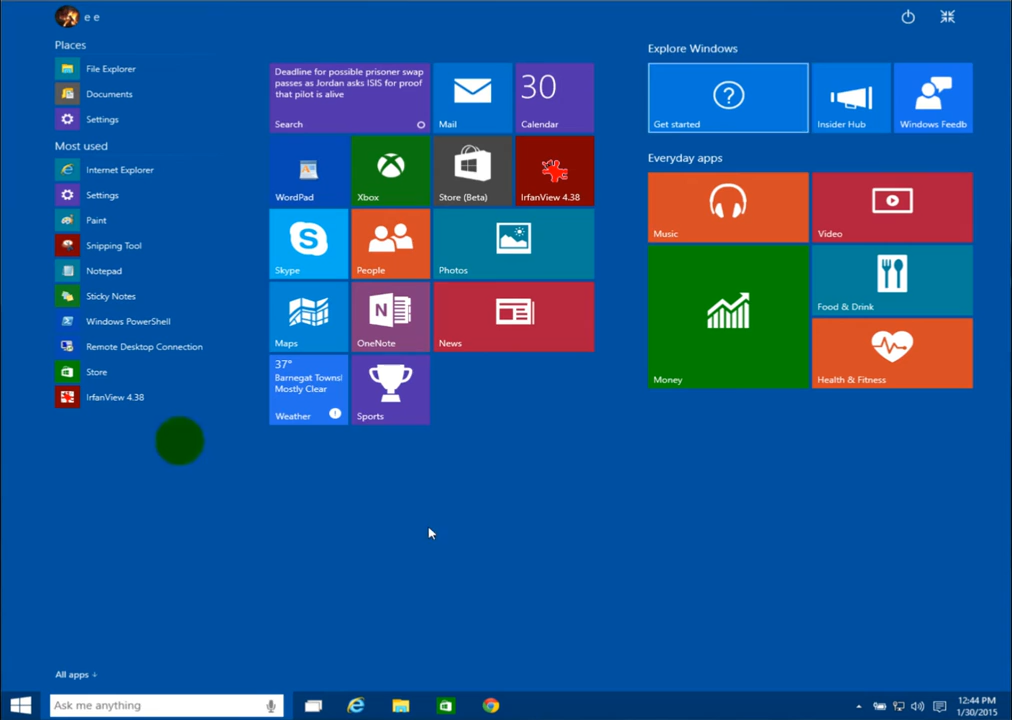 e e
Places
File Explorer
Documents
Settings
Most used
Internet Explorer
Settings
Paint
Snipping Tool
Notepad
Sticky Notes
Windows PowerShell
Remote Desktop Connection
Store
IrfanView 4.38
All apps
Deadline for possible prisoner swap
passes as Jordan asks ISIS for proof
that pilot is alive
Search
Mail
30
Calendar
WordPad
Xbox
Store (Beta)
IrfanView 4.38
Skype
People
Photos
Maps
OneNote
News
37°
Barnegat Townsl
Mostly Clear
Weather
Sports
Explore Windows
Get started
Insider Hub
Windows Feedb
Everyday apps
Music
Video
Food & Drink
Money
Health & Fitness
Ask me anything
12:44 PM
1/30/2015